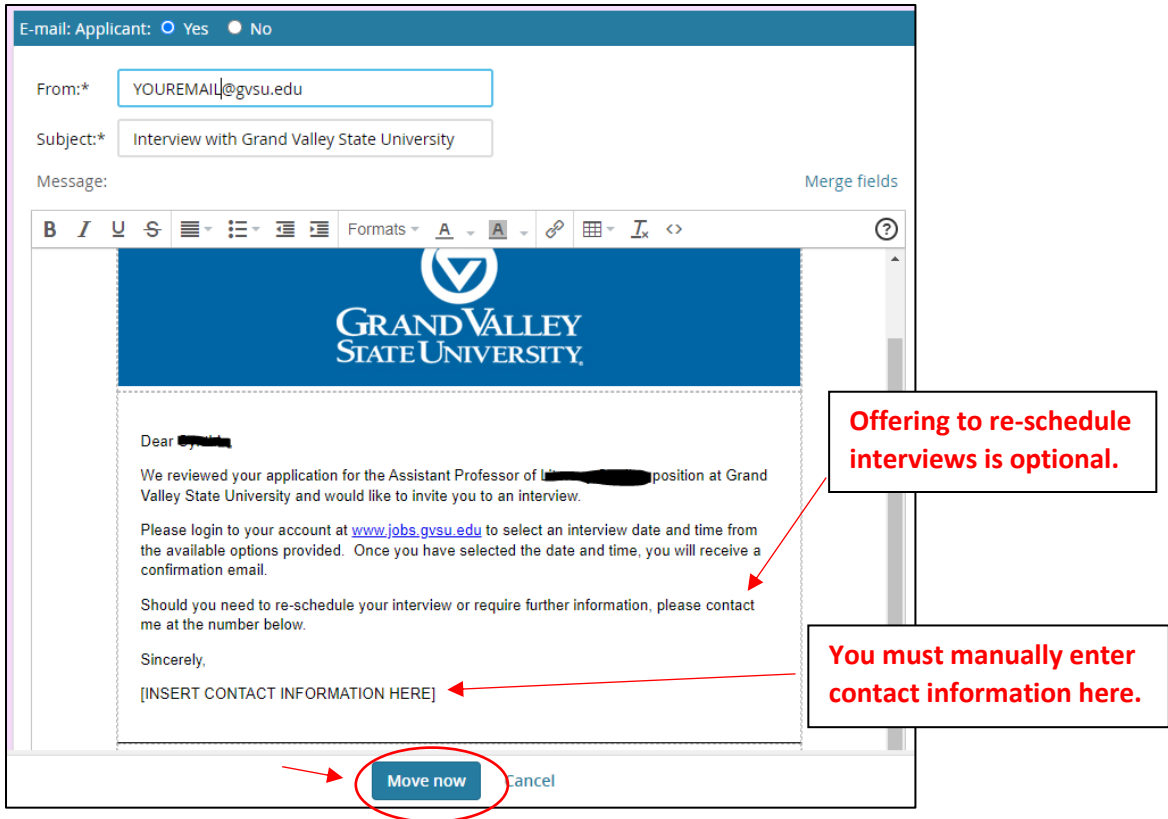 E-mail: Applicant: Yes No
From:* YOUREMAIL@gvsu.edu
Subject:* Interview with Grand Valley State University
Message: Merge fields
B I U S Formats A A Tx <> ?
GRAND VALLEY
STATE UNIVERSITY
Dear
We reviewed your application for the Assistant Professor of position at Grand
Valley State University and would like to invite you to an interview.
Please login to your account at www.jobs.gvsu.edu to select an interview date and time from
the available options provided. Once you have selected the date and time, you will receive a
confirmation email.
Should you need to re-schedule your interview or require further information, please contact
me at the number below.
Sincerely,
[INSERT CONTACT INFORMATION HERE]
Offering to re-schedule
interviews is optional.
You must manually enter
contact information here.
Move now Cancel